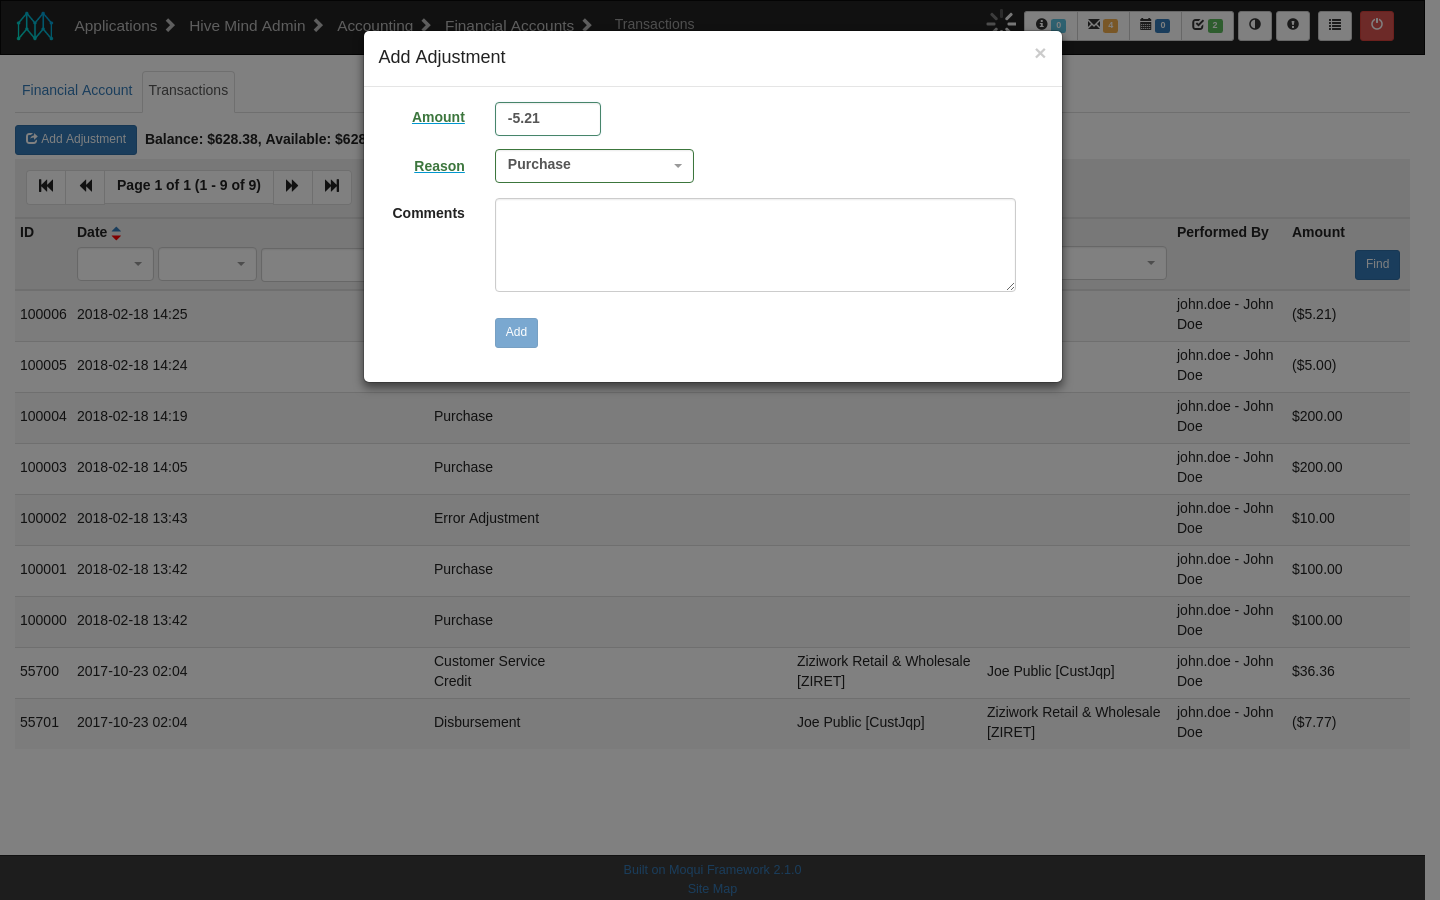 Applications Hive Mind Admin Accounting Financial Accounts Transactions 0 4 0 2
Add Adjustment ×
Financial Account Transactions
Amount -5.21
Add Adjustment Balance: $628.38, Available: $628
Reason Purchase
Page 1 of 1 (1 - 9 of 9)
Comments
ID Date Performed By Amount
Find
100006 2018-02-18 14:25 john.doe - John Doe ($5.21)
Add
100005 2018-02-18 14:24 john.doe - John Doe ($5.00)
100004 2018-02-18 14:19 Purchase john.doe - John Doe $200.00
100003 2018-02-18 14:05 Purchase john.doe - John Doe $200.00
100002 2018-02-18 13:43 Error Adjustment john.doe - John Doe $10.00
100001 2018-02-18 13:42 Purchase john.doe - John Doe $100.00
100000 2018-02-18 13:42 Purchase john.doe - John Doe $100.00
55700 2017-10-23 02:04 Customer Service Credit Ziziwork Retail & Wholesale [ZIRET] Joe Public [CustJqp] john.doe - John Doe $36.36
55701 2017-10-23 02:04 Disbursement Joe Public [CustJqp] Ziziwork Retail & Wholesale [ZIRET] john.doe - John Doe ($7.77)
Built on Moqui Framework 2.1.0
Site Map